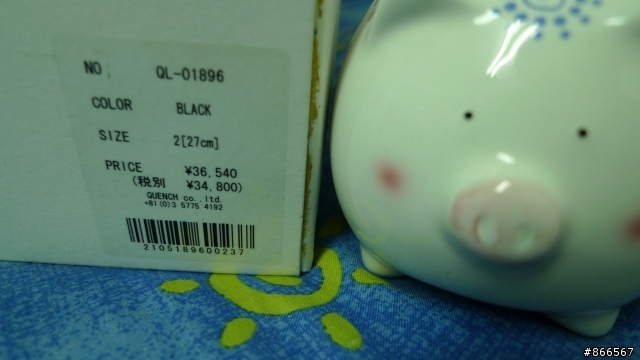 NO. QL-01896
COLOR BLACK
SIZE 2[27cm]
PRICE ¥36,540
(税別 ¥34,800)
QUENCH co.,ltd.
+81(0)3 5775 4192
2105189600237
#866567